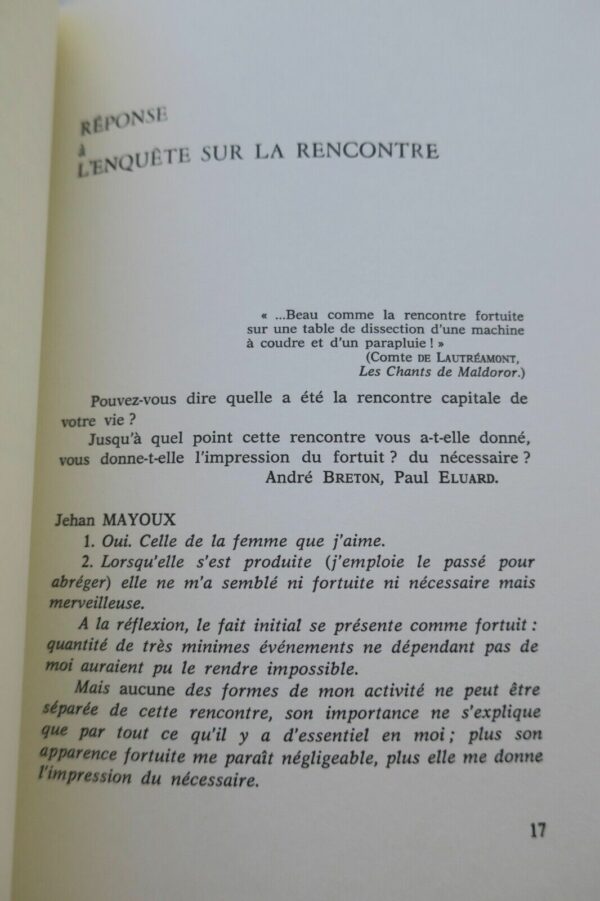 RÉPONSE
à
L'ENQUÊTE SUR LA RENCONTRE
« ...Beau comme la rencontre fortuite
sur une table de dissection d'une machine
à coudre et d'un parapluie ! »
(Comte DE LAUTRÉAMONT,
Les Chants de Maldoror.)
Pouvez-vous dire quelle a été la rencontre capitale de
votre vie ?
Jusqu'à quel point cette rencontre vous a-t-elle donné,
vous donne-t-elle l'impression du fortuit ? du nécessaire ?
André BRETON, Paul ELUARD.
Jehan MAYOUX
1. Oui. Celle de la femme que j'aime.
2. Lorsqu'elle s'est produite (j'emploie le passé pour
abréger) elle ne m'a semblé ni fortuite ni nécessaire mais
merveilleuse.
A la réflexion, le fait initial se présente comme fortuit :
quantité de très minimes événements ne dépendant pas de
moi auraient pu le rendre impossible.
Mais aucune des formes de mon activité ne peut être
séparée de cette rencontre, son importance ne s'explique
que par tout ce qu'il y a d'essentiel en moi ; plus son
apparence fortuite me paraît négligeable, plus elle me donne
l'impression du nécessaire.
17